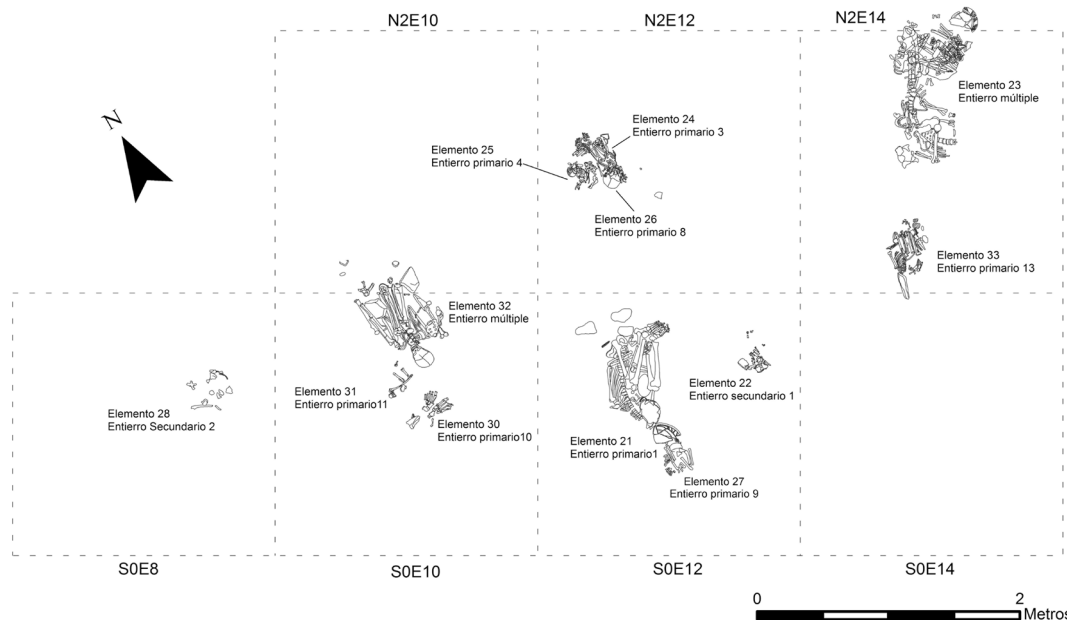 N2E10
N2E12
N2E14
N
Elemento 23
Entierro múltiple
Elemento 24
Entierro primario 3
Elemento 25
Entierro primario 4
Elemento 26
Entierro primario 8
Elemento 33
Entierro primario 13
Elemento 32
Entierro múltiple
Elemento 22
Entierro secundario 1
Elemento 31
Entierro primario11
Elemento 28
Entierro Secundario 2
Elemento 30
Entierro primario10
Elemento 21
Entierro primario1
Elemento 27
Entierro primario 9
S0E8
S0E10
S0E12
S0E14
0
2
Metros